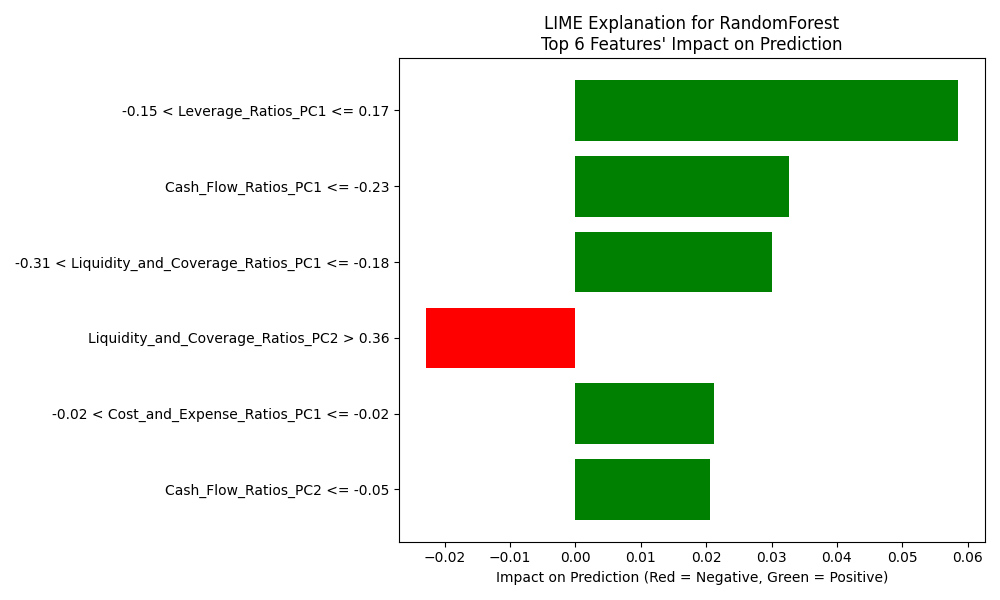 LIME Explanation for RandomForest
Top 6 Features' Impact on Prediction
-0.15 < Leverage_Ratios_PC1 <= 0.17
Cash_Flow_Ratios_PC1 <= -0.23
-0.31 < Liquidity_and_Coverage_Ratios_PC1 <= -0.18
Liquidity_and_Coverage_Ratios_PC2 > 0.36
-0.02 < Cost_and_Expense_Ratios_PC1 <= -0.02
Cash_Flow_Ratios_PC2 <= -0.05
−0.02 −0.01 0.00 0.01 0.02 0.03 0.04 0.05 0.06
Impact on Prediction (Red = Negative, Green = Positive)